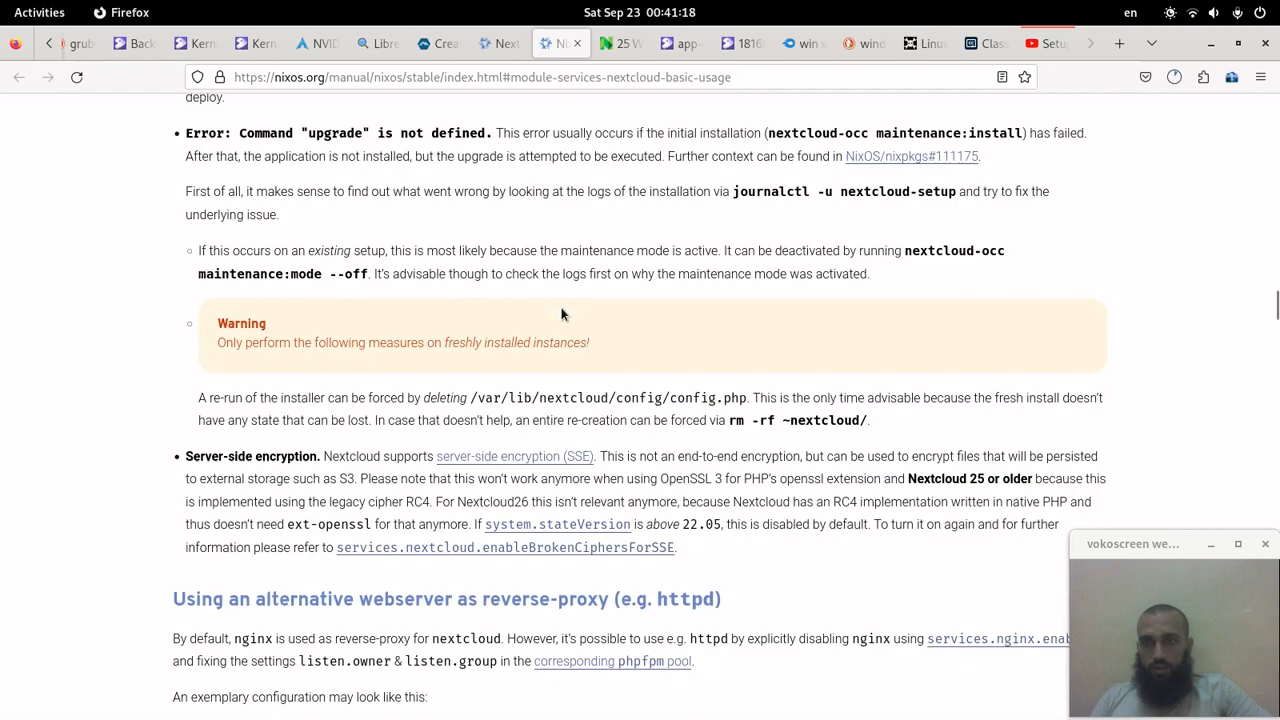 Activities Firefox Sat Sep 23 00:41:18 en
grub Back Kern Kern NVID Libre Crea Next Ni 25 W app- 1816 win x wind Linux Clas Setu
https://nixos.org/manual/nixos/stable/index.html#module-services-nextcloud-basic-usage
deploy.
• Error: Command "upgrade" is not defined. This error usually occurs if the initial installation (nextcloud-occ maintenance:install) has failed.
After that, the application is not installed, but the upgrade is attempted to be executed. Further context can be found in NixOS/nixpkgs#111175.
First of all, it makes sense to find out what went wrong by looking at the logs of the installation via journalctl -u nextcloud-setup and try to fix the
underlying issue.
If this occurs on an existing setup, this is most likely because the maintenance mode is active. It can be deactivated by running nextcloud-occ
maintenance:mode --off. It's advisable though to check the logs first on why the maintenance mode was activated.
Warning
Only perform the following measures on freshly installed instances!
A re-run of the installer can be forced by deleting /var/lib/nextcloud/config/config.php. This is the only time advisable because the fresh install doesn't
have any state that can be lost. In case that doesn't help, an entire re-creation can be forced via rm -rf ~nextcloud/.
• Server-side encryption. Nextcloud supports server-side encryption (SSE). This is not an end-to-end encryption, but can be used to encrypt files that will be persisted
to external storage such as S3. Please note that this won't work anymore when using OpenSSL 3 for PHP's openssl extension and Nextcloud 25 or older because this
is implemented using the legacy cipher RC4. For Nextcloud26 this isn't relevant anymore, because Nextcloud has an RC4 implementation written in native PHP and
thus doesn't need ext-openssl for that anymore. If system.stateVersion is above 22.05, this is disabled by default. To turn it on again and for further
information please refer to services.nextcloud.enableBrokenCiphersForSSE.
vokoscreen we...
Using an alternative webserver as reverse-proxy (e.g. httpd)
By default, nginx is used as reverse-proxy for nextcloud. However, it's possible to use e.g. httpd by explicitly disabling nginx using services.nginx.enab
and fixing the settings listen.owner & listen.group in the corresponding phpfpm pool.
An exemplary configuration may look like this: